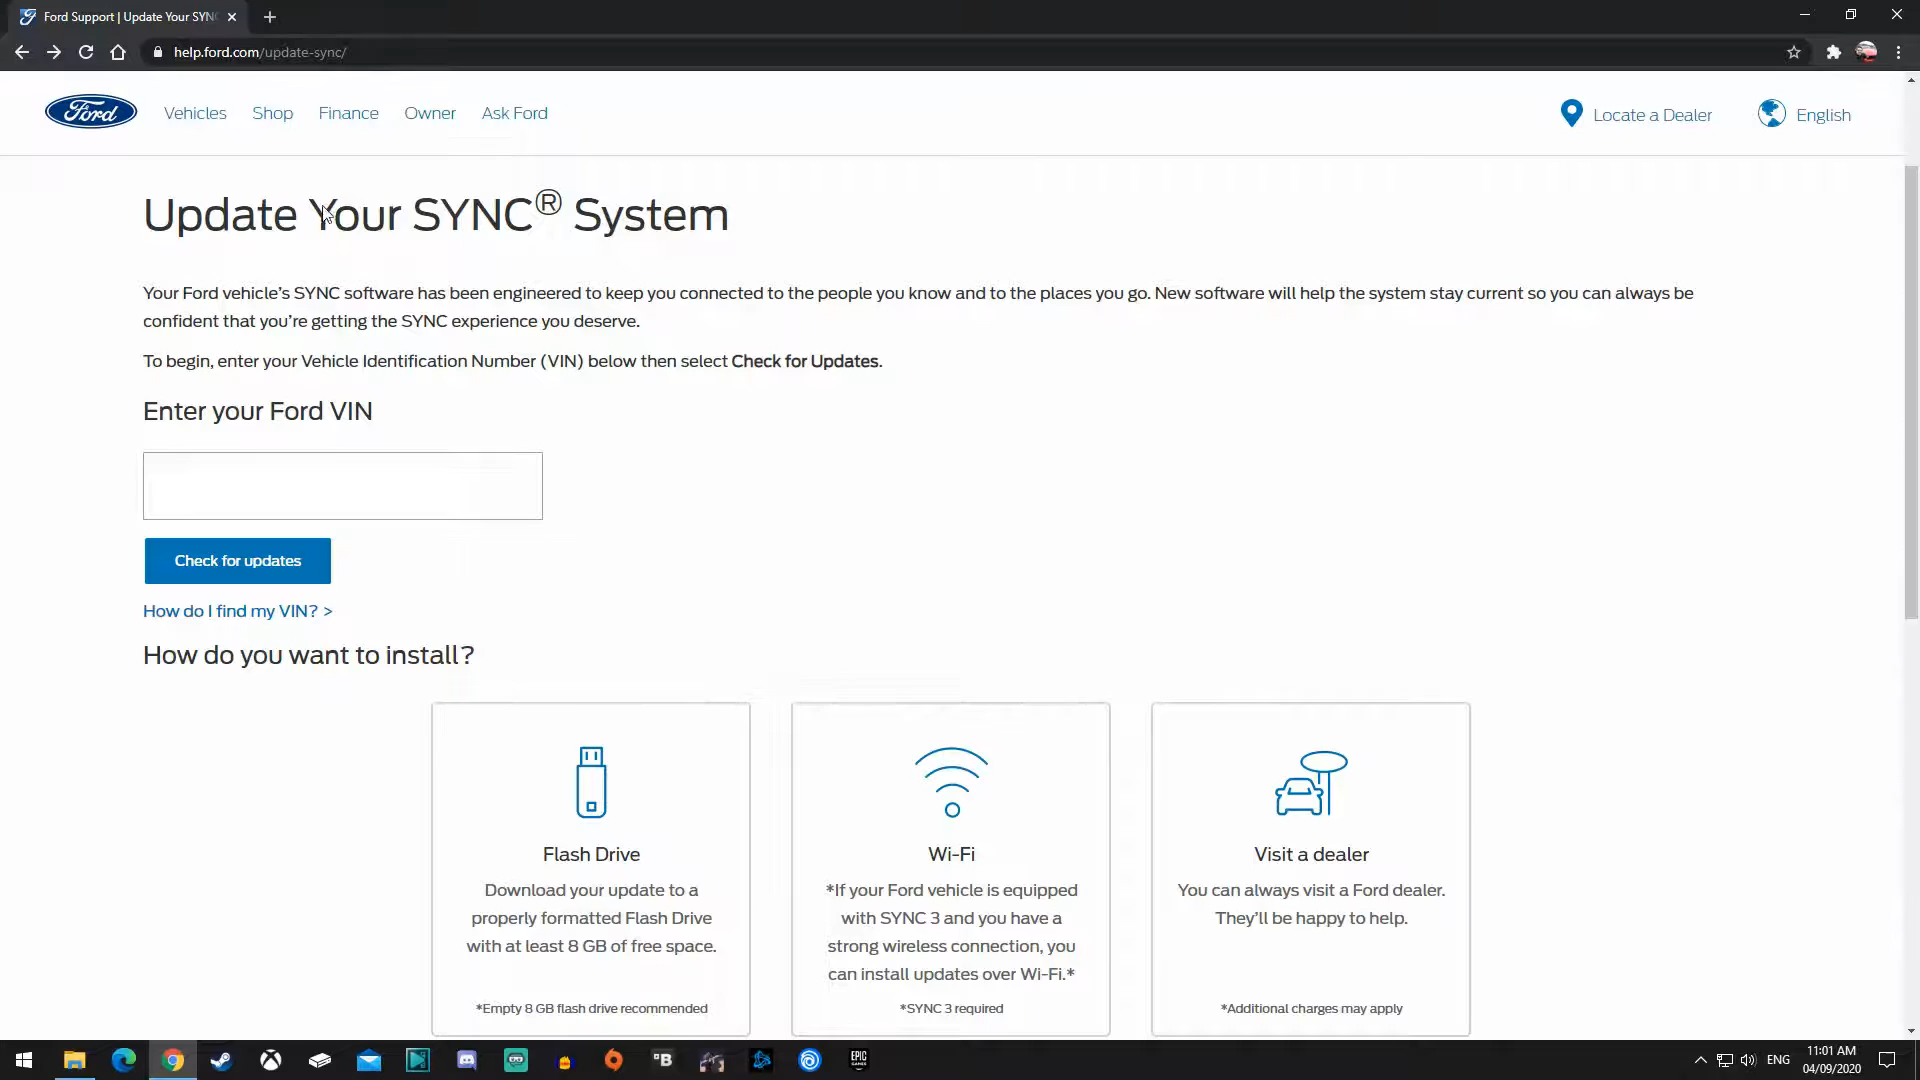 Ford Support | Update Your SYN
help.ford.com/update-sync/
Ford
Vehicles
Shop
Finance
Owner
Ask Ford
Locate a Dealer
English
Update Your SYNC® System
Your Ford vehicle's SYNC software has been engineered to keep you connected to the people you know and to the places you go. New software will help the system stay current so you can always be
confident that you're getting the SYNC experience you deserve.
To begin, enter your Vehicle Identification Number (VIN) below then select Check for Updates.
Enter your Ford VIN
Check for updates
How do I find my VIN? >
How do you want to install?
Flash Drive
Download your update to a
properly formatted Flash Drive
with at least 8 GB of free space.
*Empty 8 GB flash drive recommended
Wi-Fi
*If your Ford vehicle is equipped
with SYNC 3 and you have a
strong wireless connection, you
can install updates over Wi-Fi.*
*SYNC 3 required
Visit a dealer
You can always visit a Ford dealer.
They'll be happy to help.
*Additional charges may apply
°B
EPIC
GAMES
ENG
11:01 AM
04/09/2020